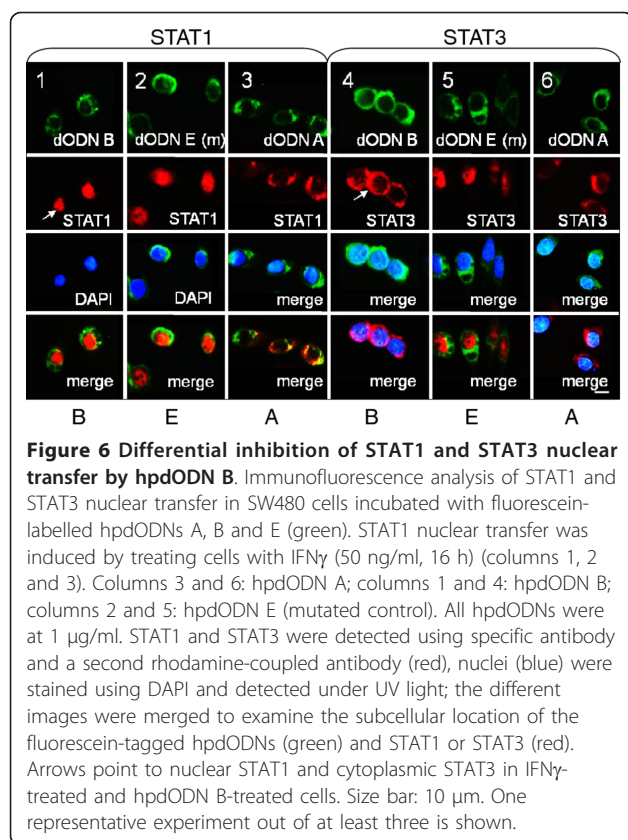 STAT1 STAT3
1 2 3 4 5 6
dODN B dODN E (m) dODN A dODN B dODN E (m) dODN A
STAT1 STAT1 STAT1 STAT3 STAT3 STAT3
DAPI DAPI merge merge merge merge
merge merge merge merge merge merge
B E A B E A
Figure 6 Differential inhibition of STAT1 and STAT3 nuclear
transfer by hpdODN B. Immunofluorescence analysis of STAT1 and
STAT3 nuclear transfer in SW480 cells incubated with fluorescein-
labelled hpdODNs A, B and E (green). STAT1 nuclear transfer was
induced by treating cells with IFNγ (50 ng/ml, 16 h) (columns 1, 2
and 3). Columns 3 and 6: hpdODN A; columns 1 and 4: hpdODN B;
columns 2 and 5: hpdODN E (mutated control). All hpdODNs were
at 1 μg/ml. STAT1 and STAT3 were detected using specific antibody
and a second rhodamine-coupled antibody (red), nuclei (blue) were
stained using DAPI and detected under UV light; the different
images were merged to examine the subcellular location of the
fluorescein-tagged hpdODNs (green) and STAT1 or STAT3 (red).
Arrows point to nuclear STAT1 and cytoplasmic STAT3 in IFNγ-
treated and hpdODN B-treated cells. Size bar: 10 μm. One
representative experiment out of at least three is shown.